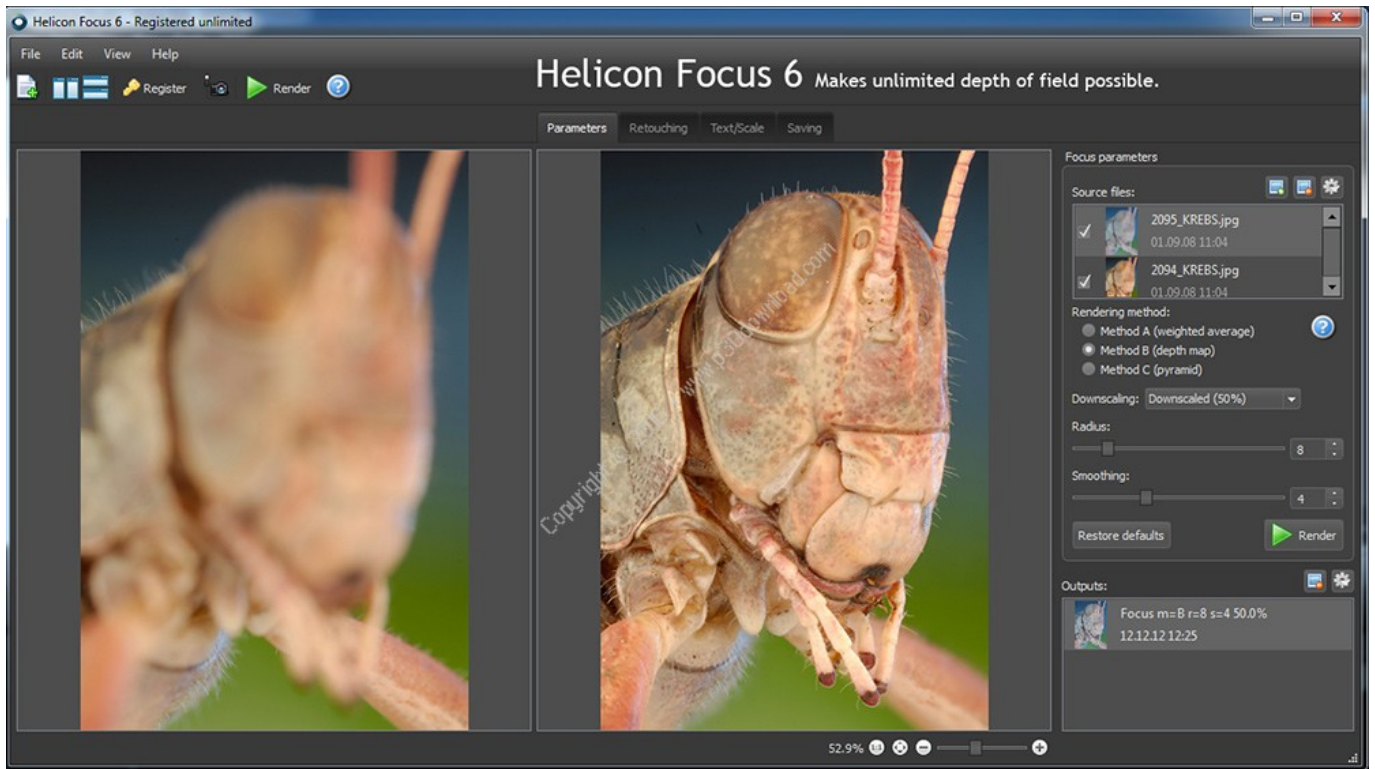 Helicon Focus 6 - Registered unlimited
File Edit View Help
Register Render
Helicon Focus 6 Makes unlimited depth of field possible.
Parameters Retouching Text/Scale Saving
Focus parameters
Source files:
2095_KREBS.jpg
01.09.08 11:04
2094_KREBS.jpg
01.09.08 11:04
Rendering method:
Method A (weighted average)
Method B (depth map)
Method C (pyramid)
Downscaling: Downscaled (50%)
Radius:
8
Smoothing:
4
Restore defaults Render
Outputs:
Focus m=B r=8 s=4 50.0%
12.12.12 12:25
52.9% 1:1